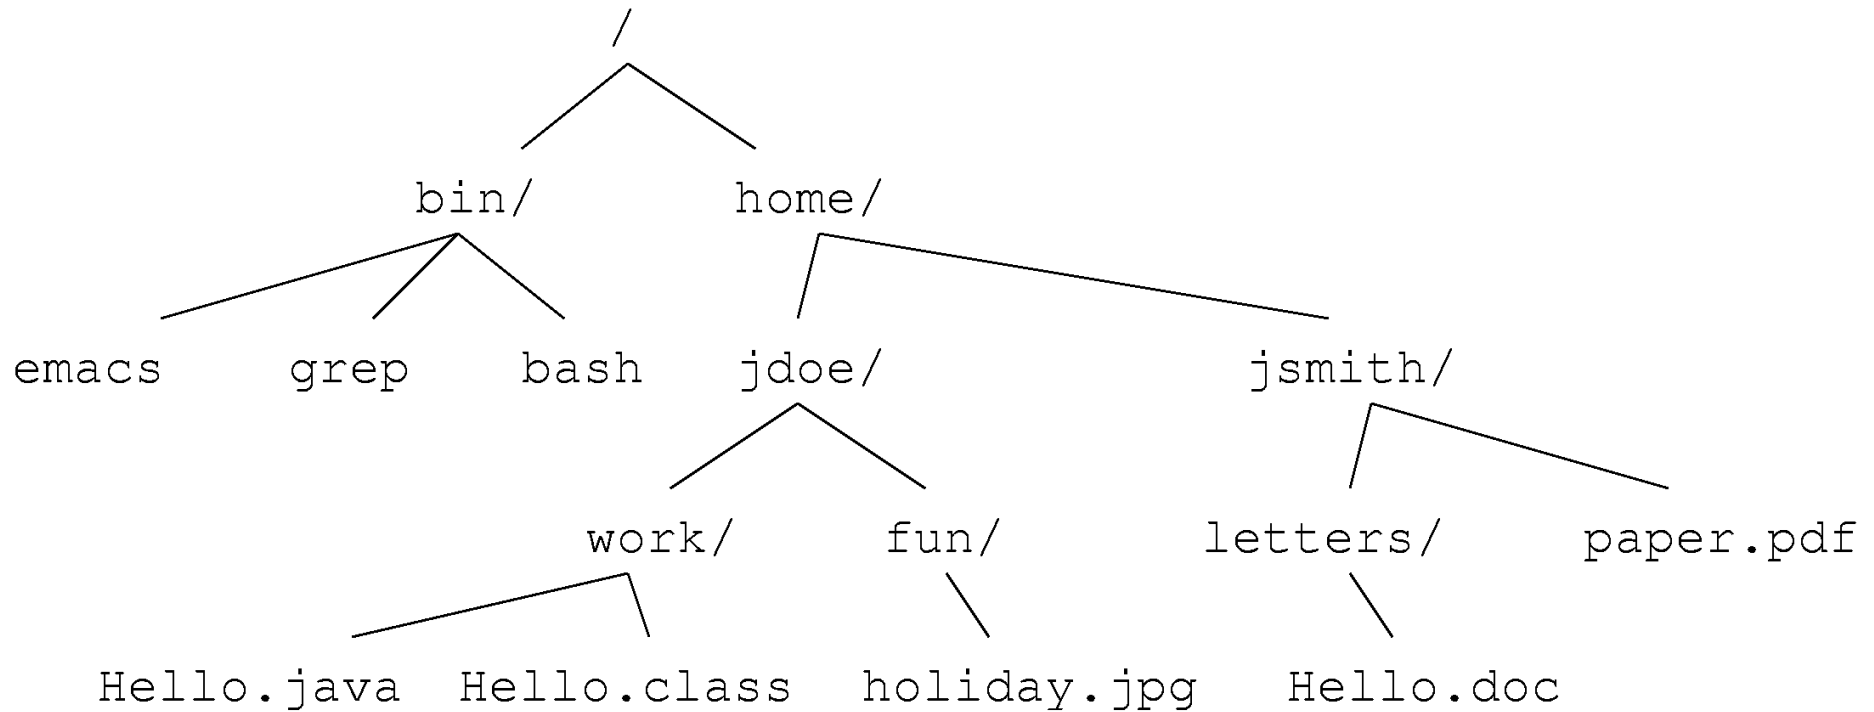 /
bin/ home/
emacs grep bash jdoe/ jsmith/
work/ fun/ letters/ paper.pdf
Hello.java Hello.class holiday.jpg Hello.doc